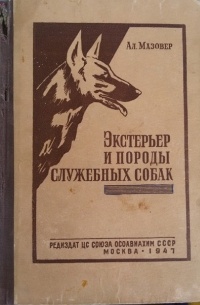 Ал. Мазовер
Экстерьер
и породы
служебных собак
РЕДИЗДАТ ЦС СОЮЗА ОСОАВИАХИМ СССР
МОСКВА · 1947